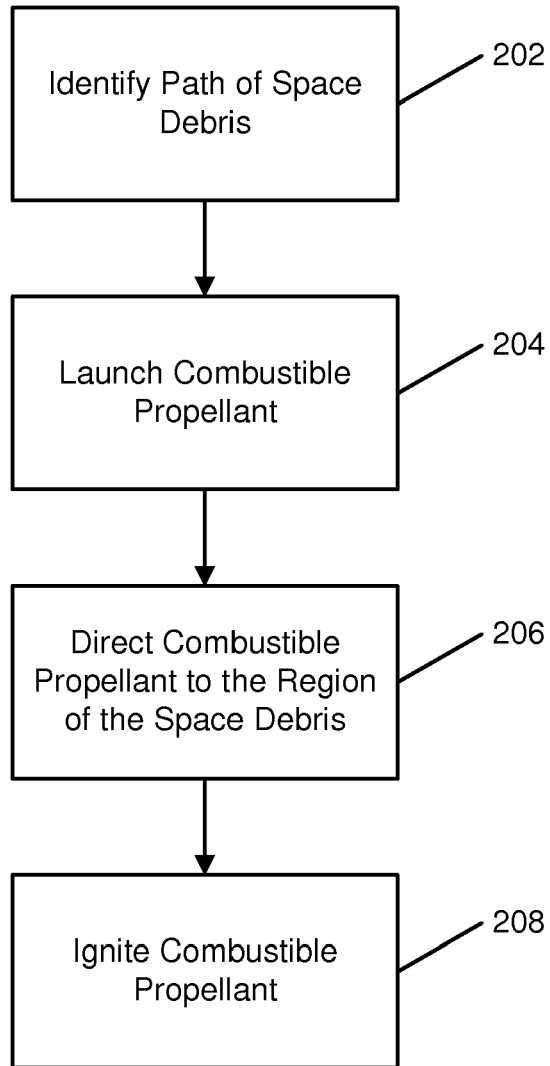 Identify Path of Space
Debris
202
Launch Combustible
Propellant
204
Direct Combustible
Propellant to the Region
of the Space Debris
206
Ignite Combustible
Propellant
208